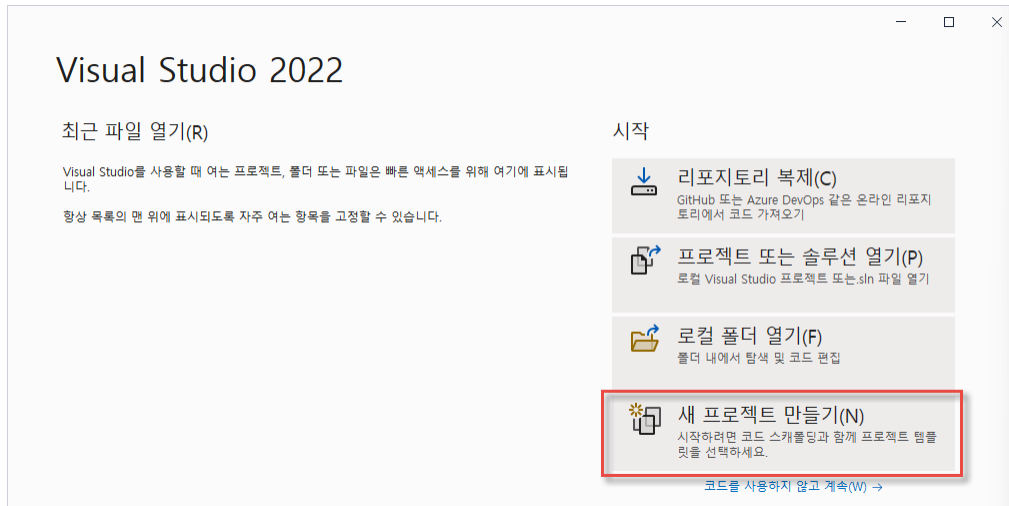 Visual Studio 2022
최근 파일 열기(R)
Visual Studio를 사용할 때 여는 프로젝트, 폴더 또는 파일은 빠른 액세스를 위해 여기에 표시됩
니다.
항상 목록의 맨 위에 표시되도록 자주 여는 항목을 고정할 수 있습니다.
시작
리포지토리 복제(C)
GitHub 또는 Azure DevOps 같은 온라인 리포지
토리에서 코드 가져오기
프로젝트 또는 솔루션 열기(P)
로컬 Visual Studio 프로젝트 또는.sln 파일 열기
로컬 폴더 열기(F)
폴더 내에서 탐색 및 코드 편집
새 프로젝트 만들기(N)
시작하려면 코드 스캐폴딩과 함께 프로젝트 템플
릿을 선택하세요.
코드를 사용하지 않고 계속(W) →